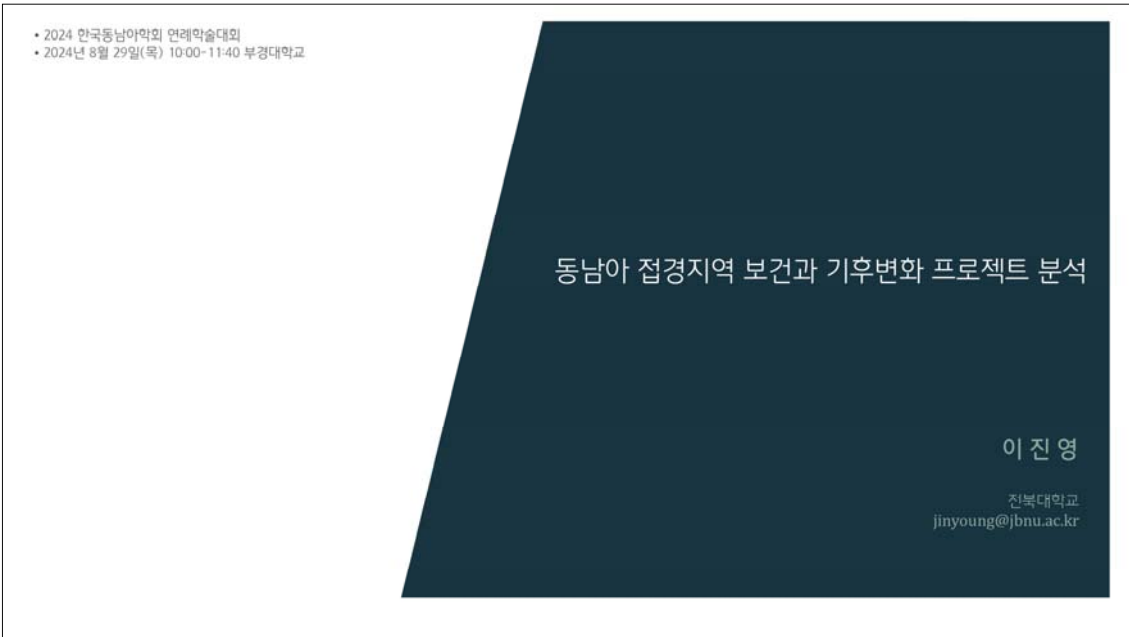 • 2024 한국동남아학회 연례학술대회
• 2024년 8월 29일(목) 10:00-11:40 부경대학교
동남아 접경지역 보건과 기후변화 프로젝트 분석
이 진 영
전북대학교
jinyoung@jbnu.ac.kr